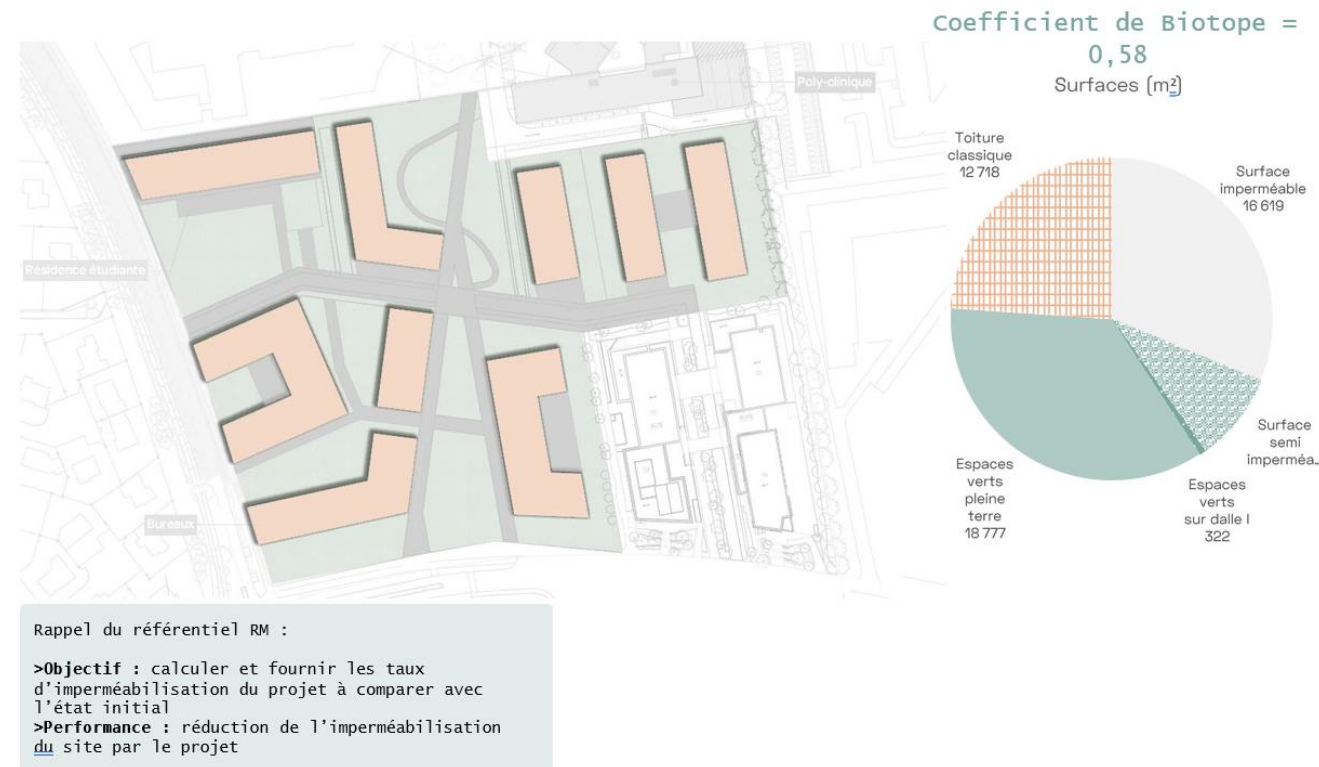 Coefficient de Biotope =
0,58
Surfaces (m²)
Poly-clinique
Résidence étudiante
Bureaux
Toiture
classique
12 718
Surface
imperméable
16 619
Surface
semi
imperméa...
Espaces
verts
sur dalle I
322
Espaces
verts
pleine
terre
18 777
Rappel du référentiel RM :
>Objectif : calculer et fournir les taux
d'imperméabilisation du projet à comparer avec
l'état initial
>Performance : réduction de l'imperméabilisation
du site par le projet